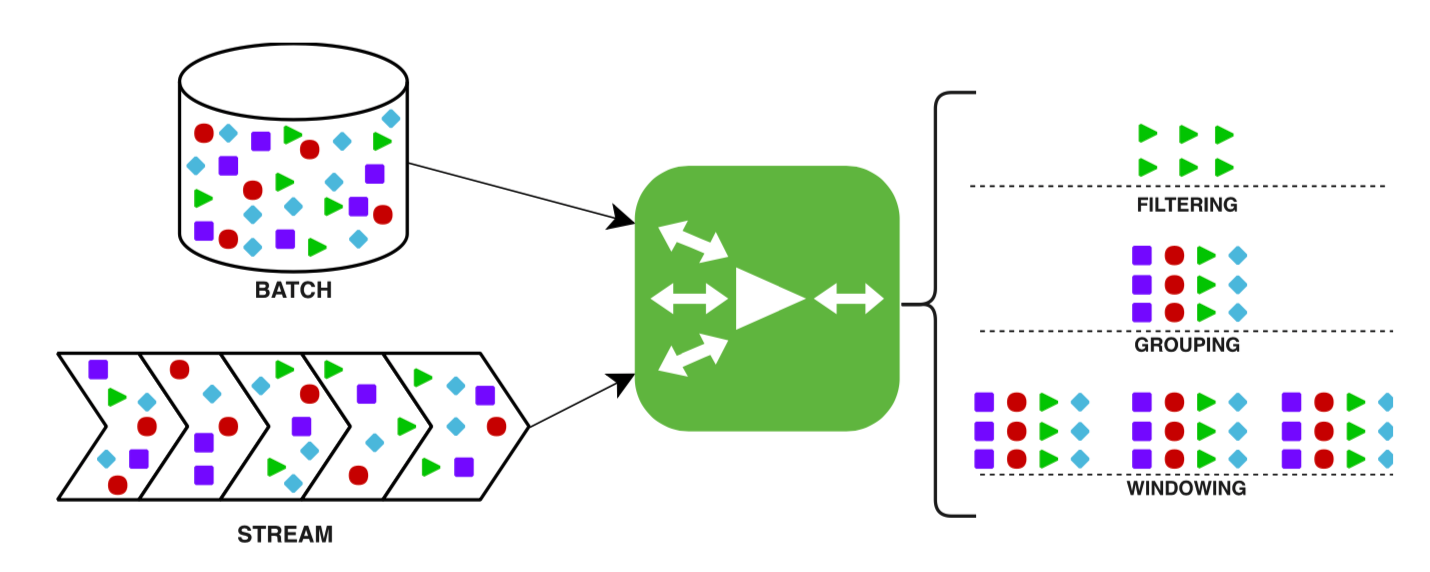 BATCH
STREAM
FILTERING
GROUPING
WINDOWING